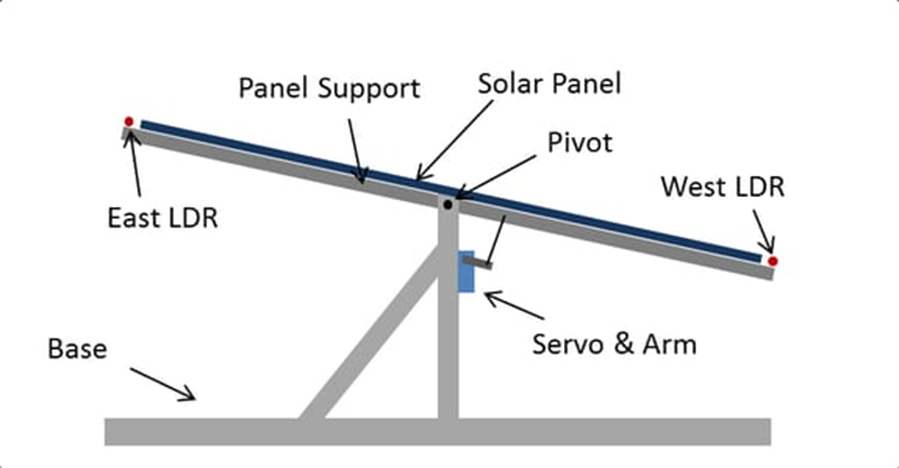 Panel Support
Solar Panel
Pivot
West LDR
East LDR
Servo & Arm
Base